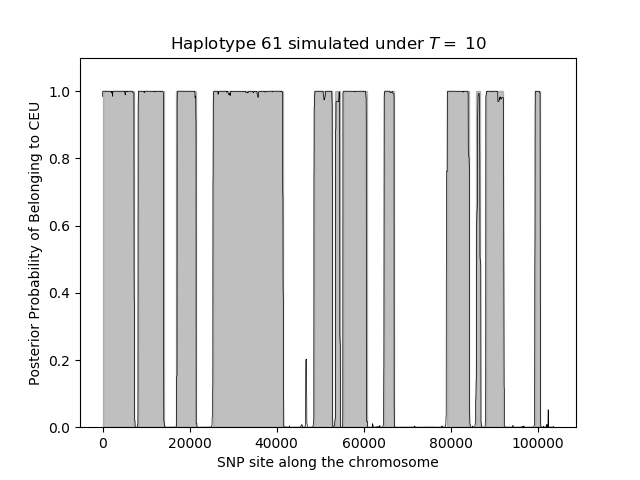 Haplotype 61 simulated under T = 10
Posterior Probability of Belonging to CEU
1.0
0.8
0.6
0.4
0.2
0.0
0 20000 40000 60000 80000 100000
SNP site along the chromosome